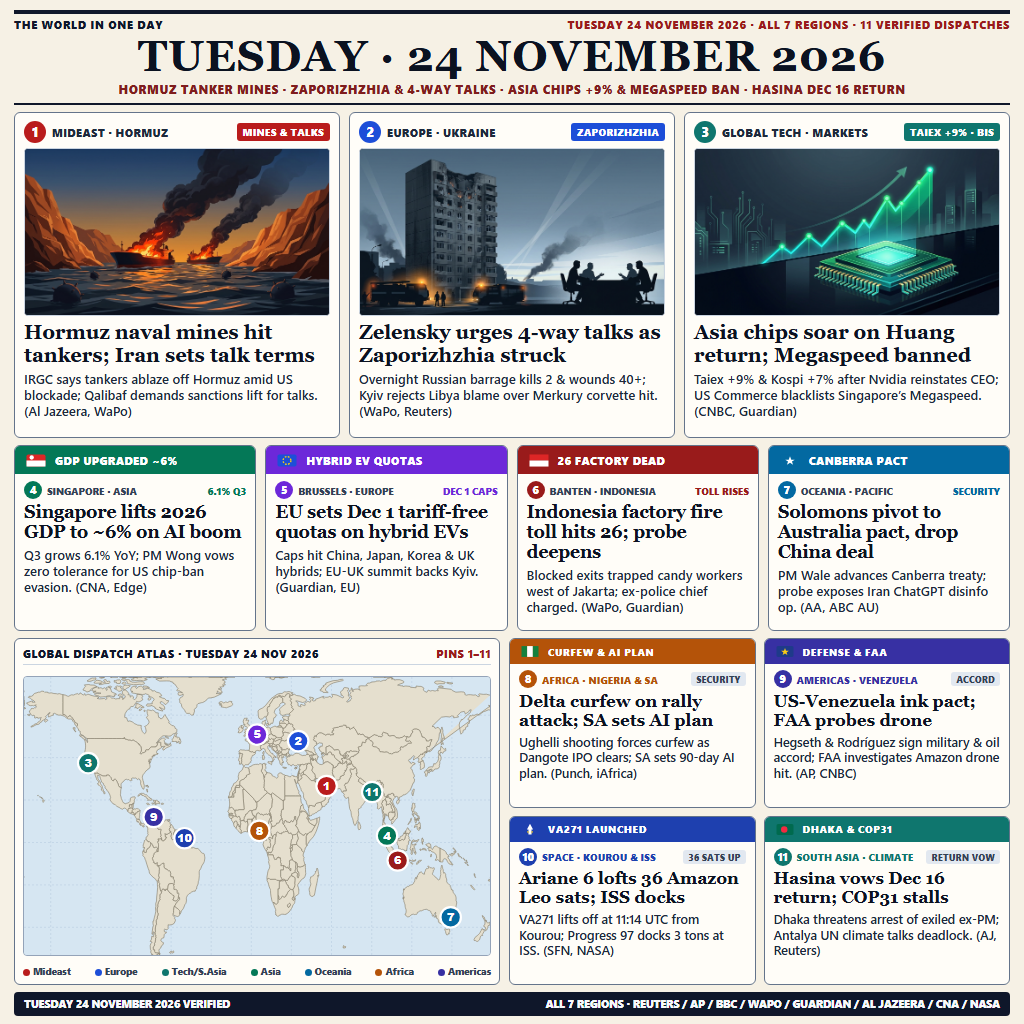 THE WORLD IN ONE DAY
TUESDAY 24 NOVEMBER 2026 · ALL 7 REGIONS · 11 VERIFIED DISPATCHES
TUESDAY · 24 NOVEMBER 2026
HORMUZ TANKER MINES · ZAPORIZHZHIA & 4-WAY TALKS · ASIA CHIPS +9% & MEGASPEED BAN · HASINA DEC 16 RETURN
1 MIDEAST · HORMUZ
MINES & TALKS
Hormuz naval mines hit
tankers; Iran sets talk terms
IRGC says tankers ablaze off Hormuz amid US
blockade; Qalibaf demands sanctions lift for talks.
(Al Jazeera, WaPo)
2 EUROPE · UKRAINE
ZAPORIZHZHIA
Zelensky urges 4-way talks as
Zaporizhzhia struck
Overnight Russian barrage kills 2 & wounds 40+;
Kyiv rejects Libya blame over Merkury corvette hit.
(WaPo, Reuters)
3 GLOBAL TECH · MARKETS
TAIEX +9% · BIS
Asia chips soar on Huang
return; Megaspeed banned
Taiex +9% & Kospi +7% after Nvidia reinstates CEO;
US Commerce blacklists Singapore's Megaspeed.
(CNBC, Guardian)
GDP UPGRADED ~6%
4 SINGAPORE · ASIA
6.1% Q3
Singapore lifts 2026
GDP to ~6% on AI boom
Q3 grows 6.1% YoY; PM Wong vows
zero tolerance for US chip-ban
evasion. (CNA, Edge)
HYBRID EV QUOTAS
5 BRUSSELS · EUROPE
DEC 1 CAPS
EU sets Dec 1 tariff-free
quotas on hybrid EVs
Caps hit China, Japan, Korea & UK
hybrids; EU-UK summit backs Kyiv.
(Guardian, EU)
26 FACTORY DEAD
6 BANTEN · INDONESIA
TOLL RISES
Indonesia factory fire
toll hits 26; probe
deepens
Blocked exits trapped candy workers
west of Jakarta; ex-police chief
charged. (WaPo, Guardian)
CANBERRA PACT
7 OCEANIA · PACIFIC
SECURITY
Solomons pivot to
Australia pact, drop
China deal
PM Wale advances Canberra treaty;
probe exposes Iran ChatGPT disinfo
op. (AA, ABC AU)
GLOBAL DISPATCH ATLAS · TUESDAY 24 NOV 2026
PINS 1–11
5
2
3
1
11
9
10
8
4
6
7
Mideast
Europe
Tech/S.Asia
Asia
Oceania
Africa
Americas
CURFEW & AI PLAN
8 AFRICA · NIGERIA & SA
SECURITY
Delta curfew on rally
attack; SA sets AI plan
Ughelli shooting forces curfew as
Dangote IPO clears; SA sets 90-day AI
plan. (Punch, iAfrica)
DEFENSE & FAA
9 AMERICAS · VENEZUELA
ACCORD
US-Venezuela ink pact;
FAA probes drone
Hegseth & Rodríguez sign military & oil
accord; FAA investigates Amazon drone
hit. (AP, CNBC)
VA271 LAUNCHED
10 SPACE · KOUROU & ISS
36 SATS UP
Ariane 6 lofts 36 Amazon
Leo sats; ISS docks
VA271 lifts off at 11:14 UTC from
Kourou; Progress 97 docks 3 tons at
ISS. (SFN, NASA)
DHAKA & COP31
11 SOUTH ASIA · CLIMATE
RETURN VOW
Hasina vows Dec 16
return; COP31 stalls
Dhaka threatens arrest of exiled ex-PM;
Antalya UN climate talks deadlock. (AJ,
Reuters)
TUESDAY 24 NOVEMBER 2026 VERIFIED
ALL 7 REGIONS · REUTERS / AP / BBC / WAPO / GUARDIAN / AL JAZEERA / CNA / NASA